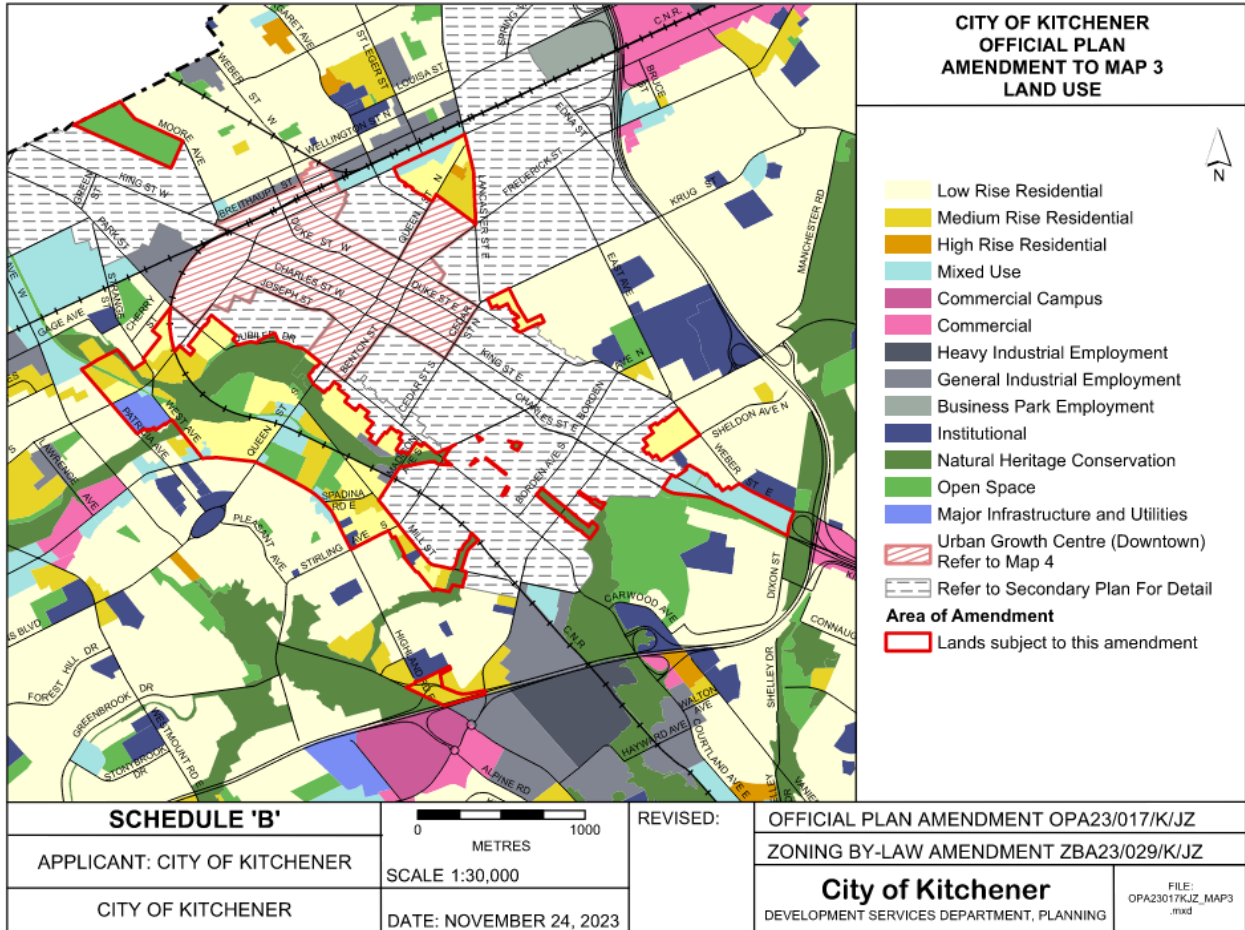 CITY OF KITCHENER
OFFICIAL PLAN
AMENDMENT TO MAP 3
LAND USE
N
Low Rise Residential
Medium Rise Residential
High Rise Residential
Mixed Use
Commercial Campus
Commercial
Heavy Industrial Employment
General Industrial Employment
Business Park Employment
Institutional
Natural Heritage Conservation
Open Space
Major Infrastructure and Utilities
Urban Growth Centre (Downtown)
Refer to Map 4
Refer to Secondary Plan For Detail
Area of Amendment
Lands subject to this amendment
C.N.R.
WEBER ST W
ST LEGER ST
LOUISA ST
BRUCE ST
MOORE AVE
WELLINGTON ST N
EDNA ST
FREDERICK ST
KRUG ST
MANCHESTER RD
KING ST W
GREEN ST
BREITHAUPT ST
QUEEN ST N
LANCASTER ST E
PARK ST
DUKE ST W
EAST AVE
CHARLES ST W
JOSEPH ST
DUKE ST E
CEDAR ST N
GAGE AVE
CHERRY
JUBILEE DR
BENTON ST
KING ST E
CEDAR ST S
CHARLES ST E
BORDEN
AVE N
SHELDON AVE N
WEBER ST E
PATRICIA AVE
WEST AVE
QUEEN ST S
BORDEN AVE S
LAWRENCE AVE
SPADINA RD E
PLEASANT AVE
STIRLING AVE S
MILL ST
DIXON ST
CARWOOD AVE
C.N.R.
FOREST HILL DR
GREENBROOK DR
HIGHLAND RD E
WALTON AVE
SHELLEY DR
STONYBROOK DR
WESTMOUNT RD E
HAYWARD AVE
COURTLAND AVE E
ALPINE RD
SCHEDULE 'B'
APPLICANT: CITY OF KITCHENER
CITY OF KITCHENER
0 1000
METRES
SCALE 1:30,000
DATE: NOVEMBER 24, 2023
REVISED:
OFFICIAL PLAN AMENDMENT OPA23/017/K/JZ
ZONING BY-LAW AMENDMENT ZBA23/029/K/JZ
City of Kitchener
DEVELOPMENT SERVICES DEPARTMENT, PLANNING
FILE:
OPA23017KJZ_MAP3
.mxd